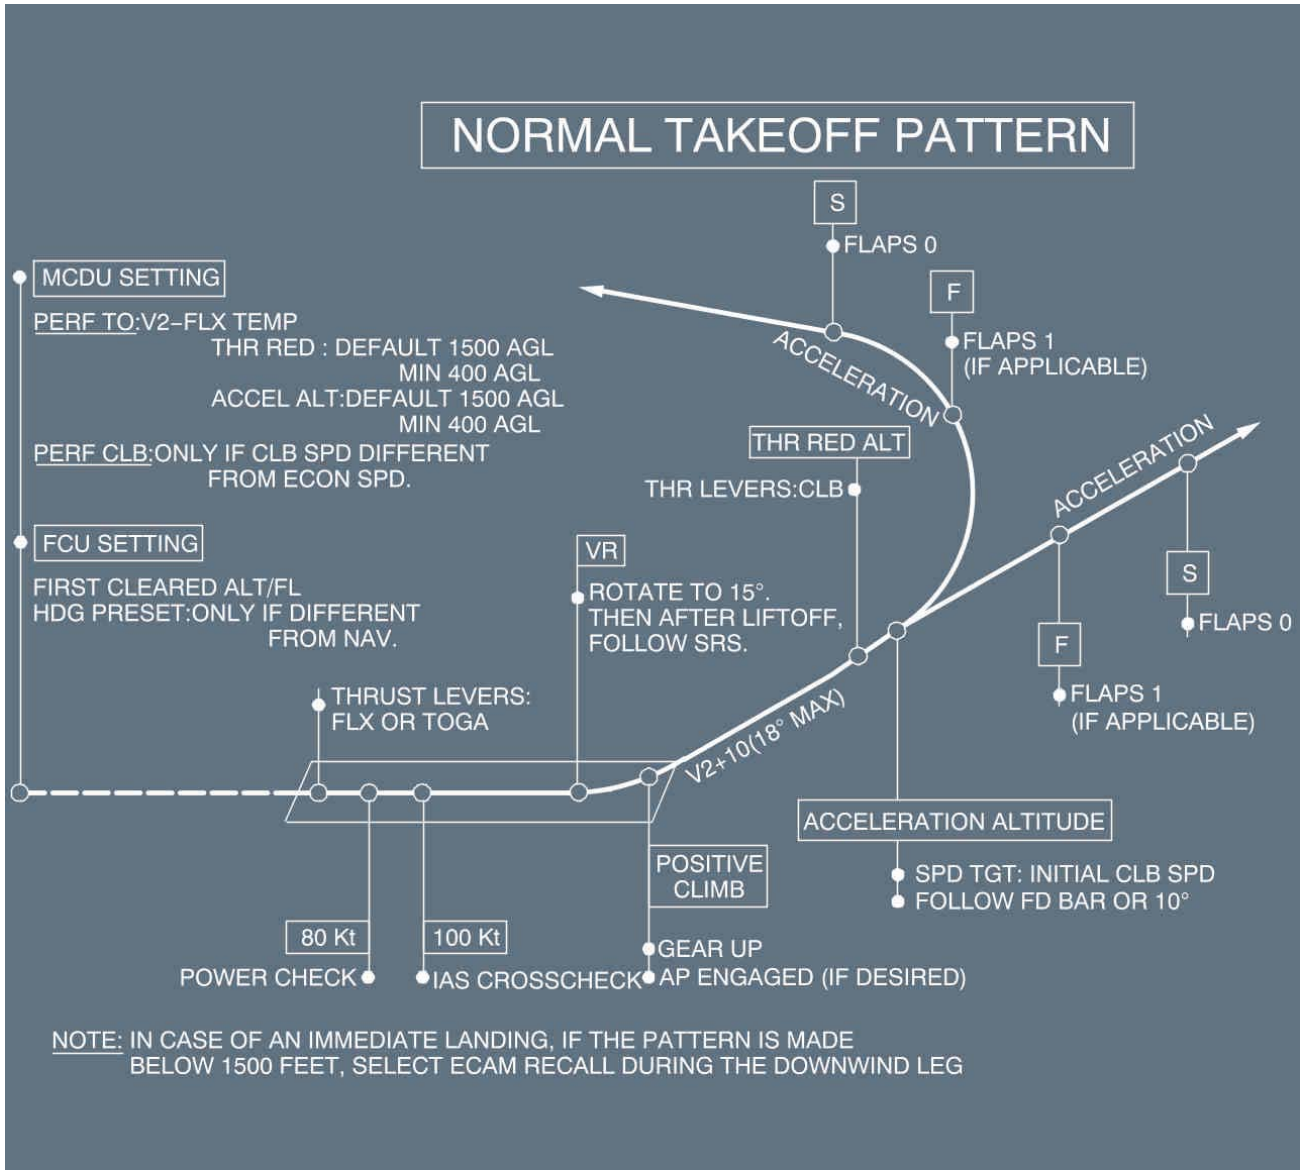 NORMAL TAKEOFF PATTERN
S
FLAPS 0
F
FLAPS 1
(IF APPLICABLE)
ACCELERATION
MCDU SETTING
PERF TO:V2–FLX TEMP
THR RED : DEFAULT 1500 AGL
MIN 400 AGL
ACCEL ALT:DEFAULT 1500 AGL
MIN 400 AGL
PERF CLB:ONLY IF CLB SPD DIFFERENT
FROM ECON SPD.
THR RED ALT
THR LEVERS:CLB
ACCELERATION
FCU SETTING
FIRST CLEARED ALT/FL
HDG PRESET:ONLY IF DIFFERENT
FROM NAV.
VR
ROTATE TO 15°.
THEN AFTER LIFTOFF,
FOLLOW SRS.
S
FLAPS 0
F
FLAPS 1
(IF APPLICABLE)
THRUST LEVERS:
FLX OR TOGA
V2+10(18° MAX)
ACCELERATION ALTITUDE
SPD TGT: INITIAL CLB SPD
FOLLOW FD BAR OR 10°
POSITIVE
CLIMB
GEAR UP
AP ENGAGED (IF DESIRED)
80 Kt
POWER CHECK
100 Kt
IAS CROSSCHECK
NOTE: IN CASE OF AN IMMEDIATE LANDING, IF THE PATTERN IS MADE
BELOW 1500 FEET, SELECT ECAM RECALL DURING THE DOWNWIND LEG